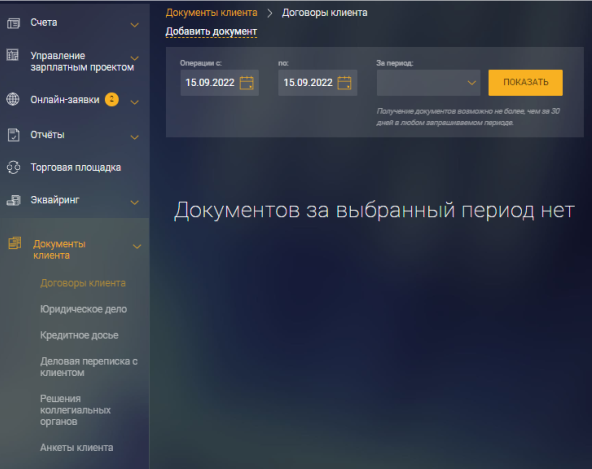 Счета
Управление
зарплатным проектом
Онлайн-заявки
Отчёты
Торговая площадка
Эквайринг
Документы
клиента
Договоры клиента
Юридическое дело
Кредитное досье
Деловая переписка с
клиентом
Решения
коллегиальных
органов
Анкеты клиента
Документы клиента > Договоры клиента
Добавить документ
Операции с: по: За период:
15.09.2022 15.09.2022 ПОКАЗАТЬ
Получение документов возможно не более, чем за 30
дней в любом запрашиваемом периоде.
Документов за выбранный период нет